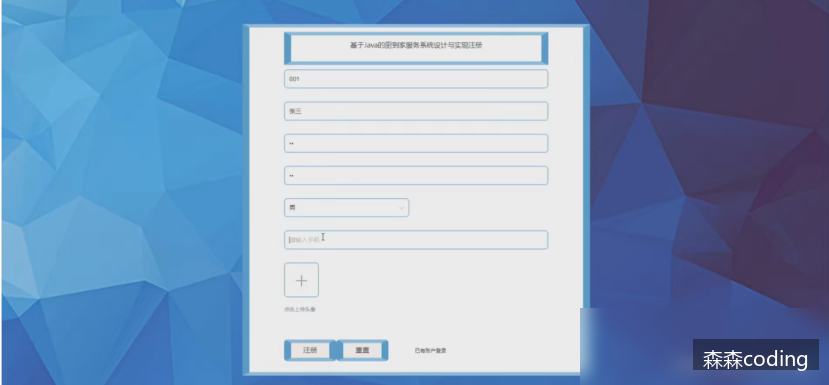 基于Java的厨到家服务系统设计与实现注册
001
张三
••
••
男
请输入手机
点击上传头像
注册
重置
已有账户登录
森森coding